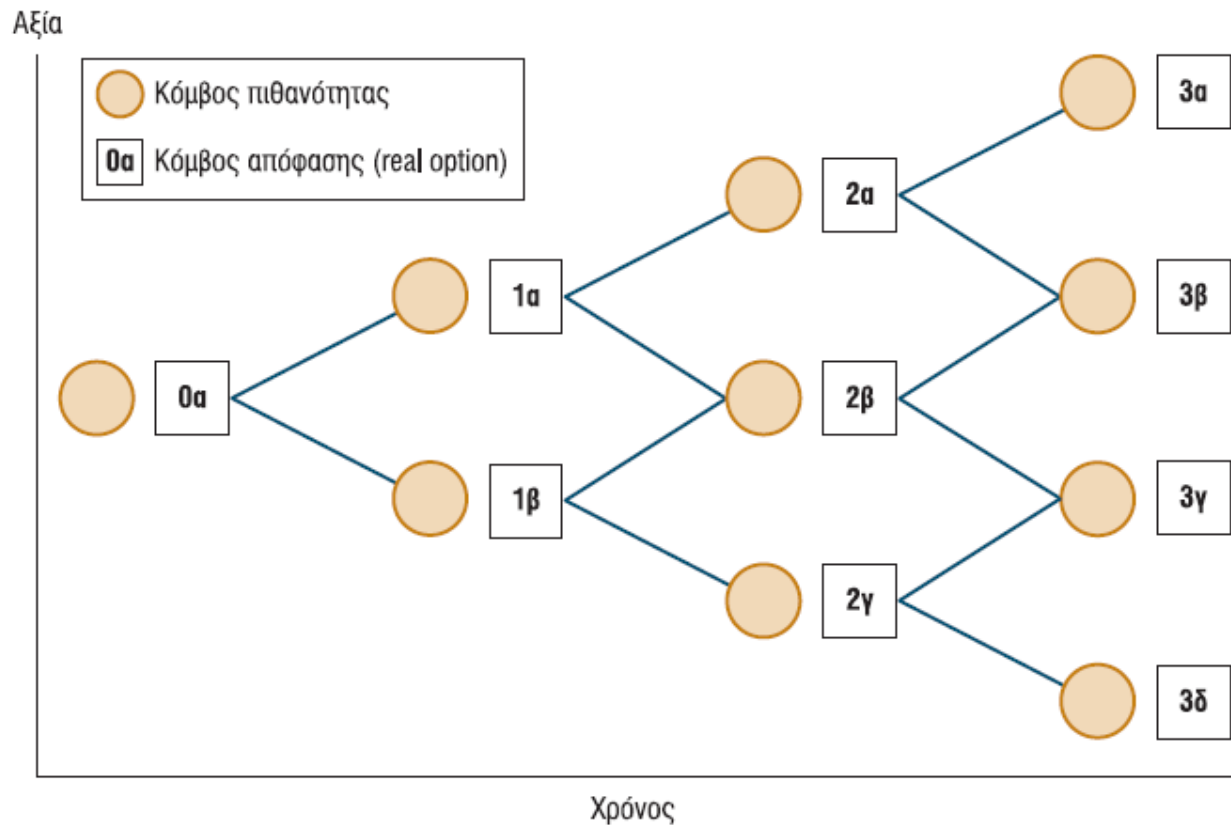 Αξία
Κόμβος πιθανότητας
0α Κόμβος απόφασης (real option)
3α
2α
1α
3β
0α
2β
1β
3γ
2γ
3δ
Χρόνος